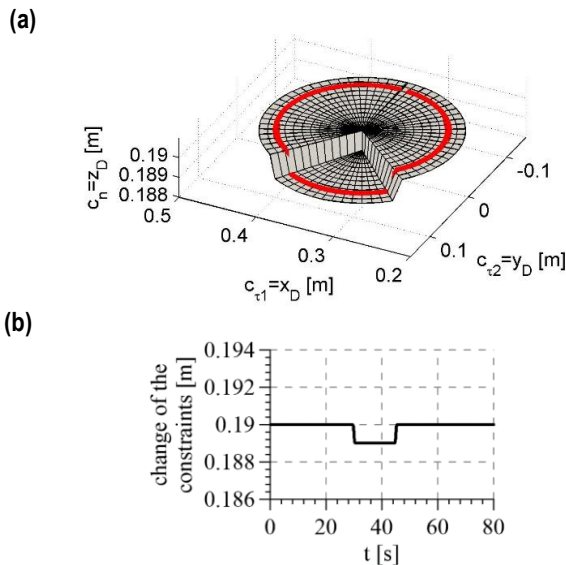 (a)
c_n=z_D [m]
0.19
0.189
0.188
0.5
0.4
0.3
0.2
c_τ1=x_D [m]
-0.1
0
0.1
c_τ2=y_D [m]
(b)
change of the
constraints [m]
0.194
0.192
0.19
0.188
0.186
0 20 40 60 80
t [s]